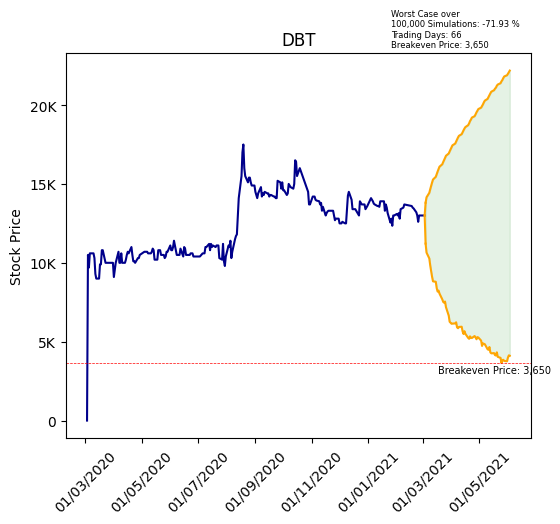 Worst Case over
100,000 Simulations: -71.93 %
Trading Days: 66
Breakeven Price: 3,650
DBT
Stock Price
20K
15K
10K
5K
0
Breakeven Price: 3,650
01/03/2020
01/05/2020
01/07/2020
01/09/2020
01/11/2020
01/01/2021
01/03/2021
01/05/2021